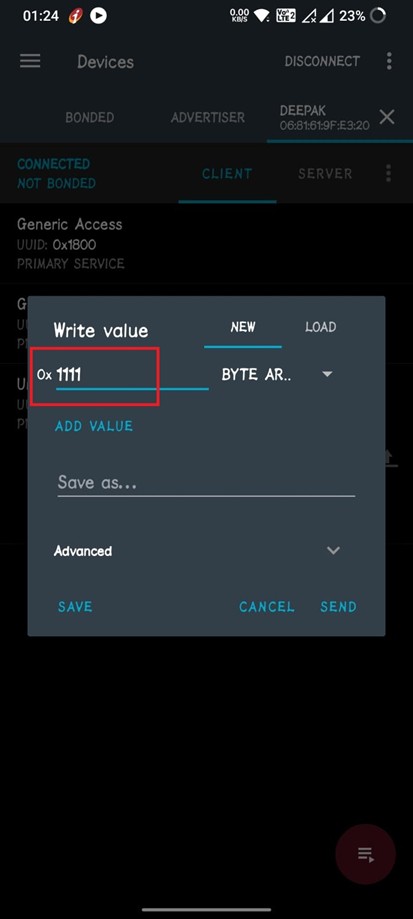 01:24
0.00 KB/S
Vo LTE 2
23%
Devices
DISCONNECT
BONDED
ADVERTISER
DEEPAK
06:81:61:9F:E3:20
CONNECTED
NOT BONDED
CLIENT
SERVER
Generic Access
UUID: 0x1800
PRIMARY SERVICE
Write value
NEW
LOAD
0x 1111
BYTE AR..
ADD VALUE
Save as...
Advanced
SAVE
CANCEL
SEND